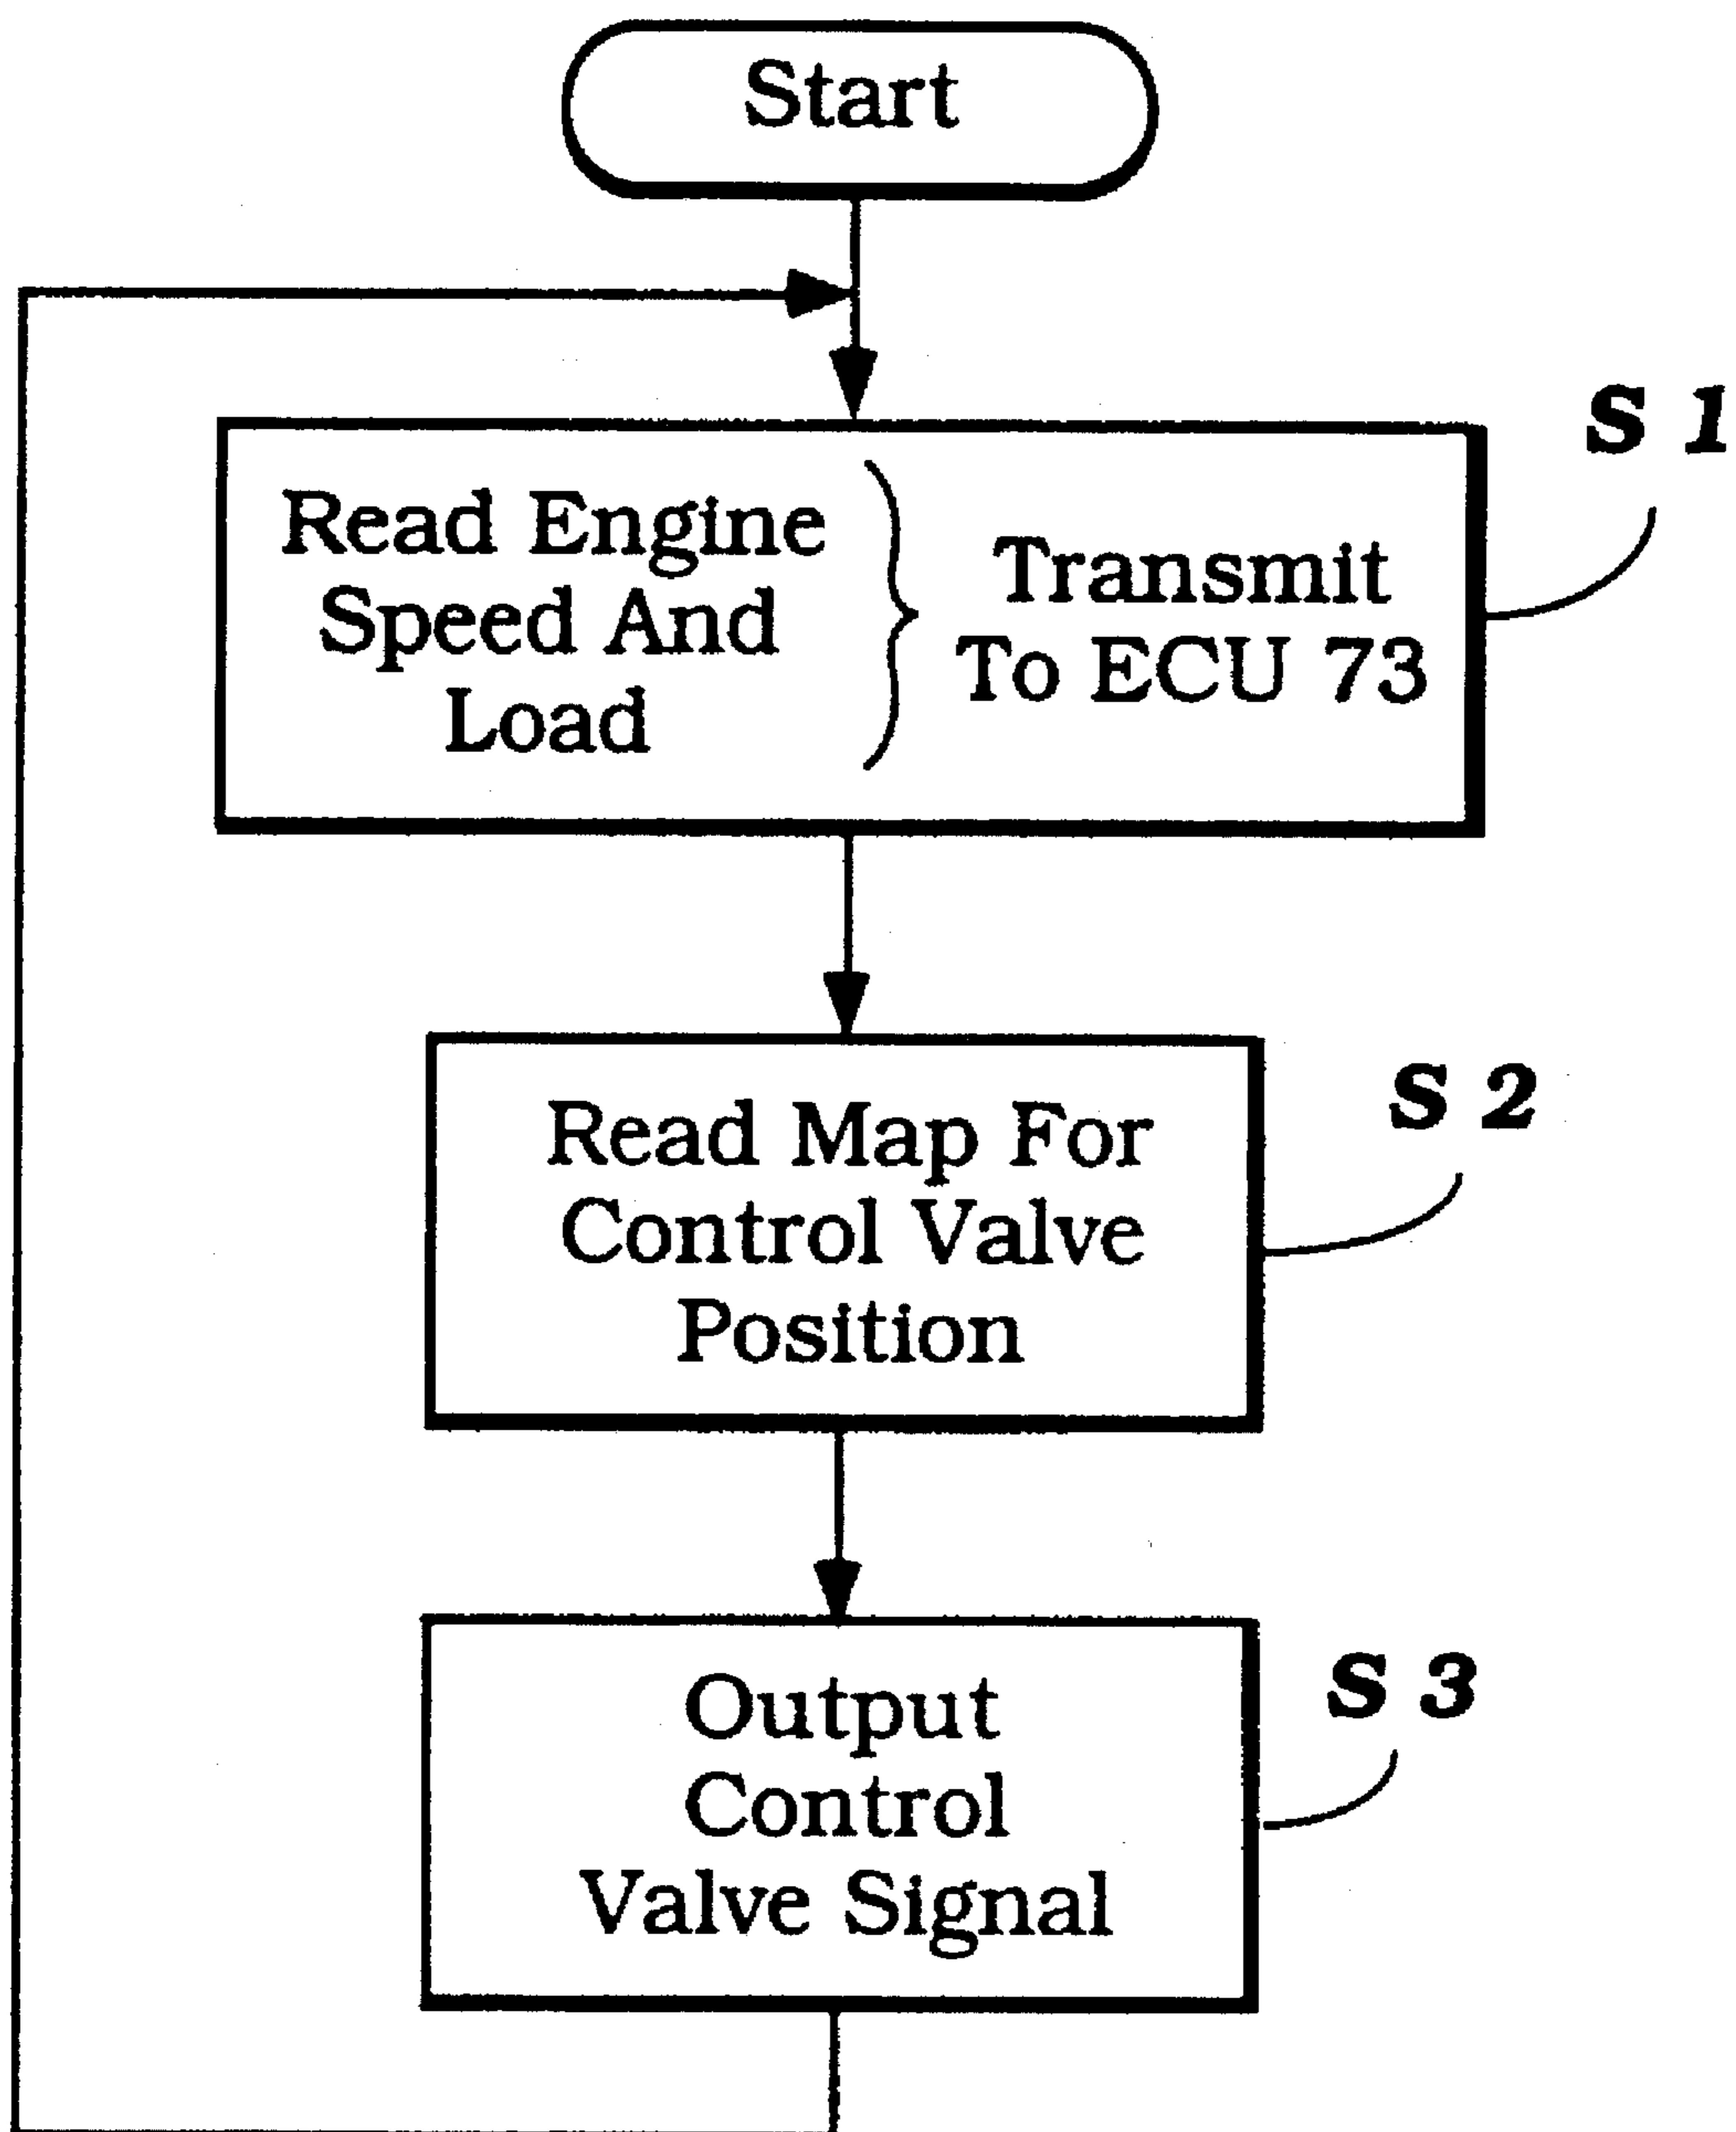 Start
S 1
Read Engine
Speed And
Load
Transmit
To ECU 73
S 2
Read Map For
Control Valve
Position
S 3
Output
Control
Valve Signal